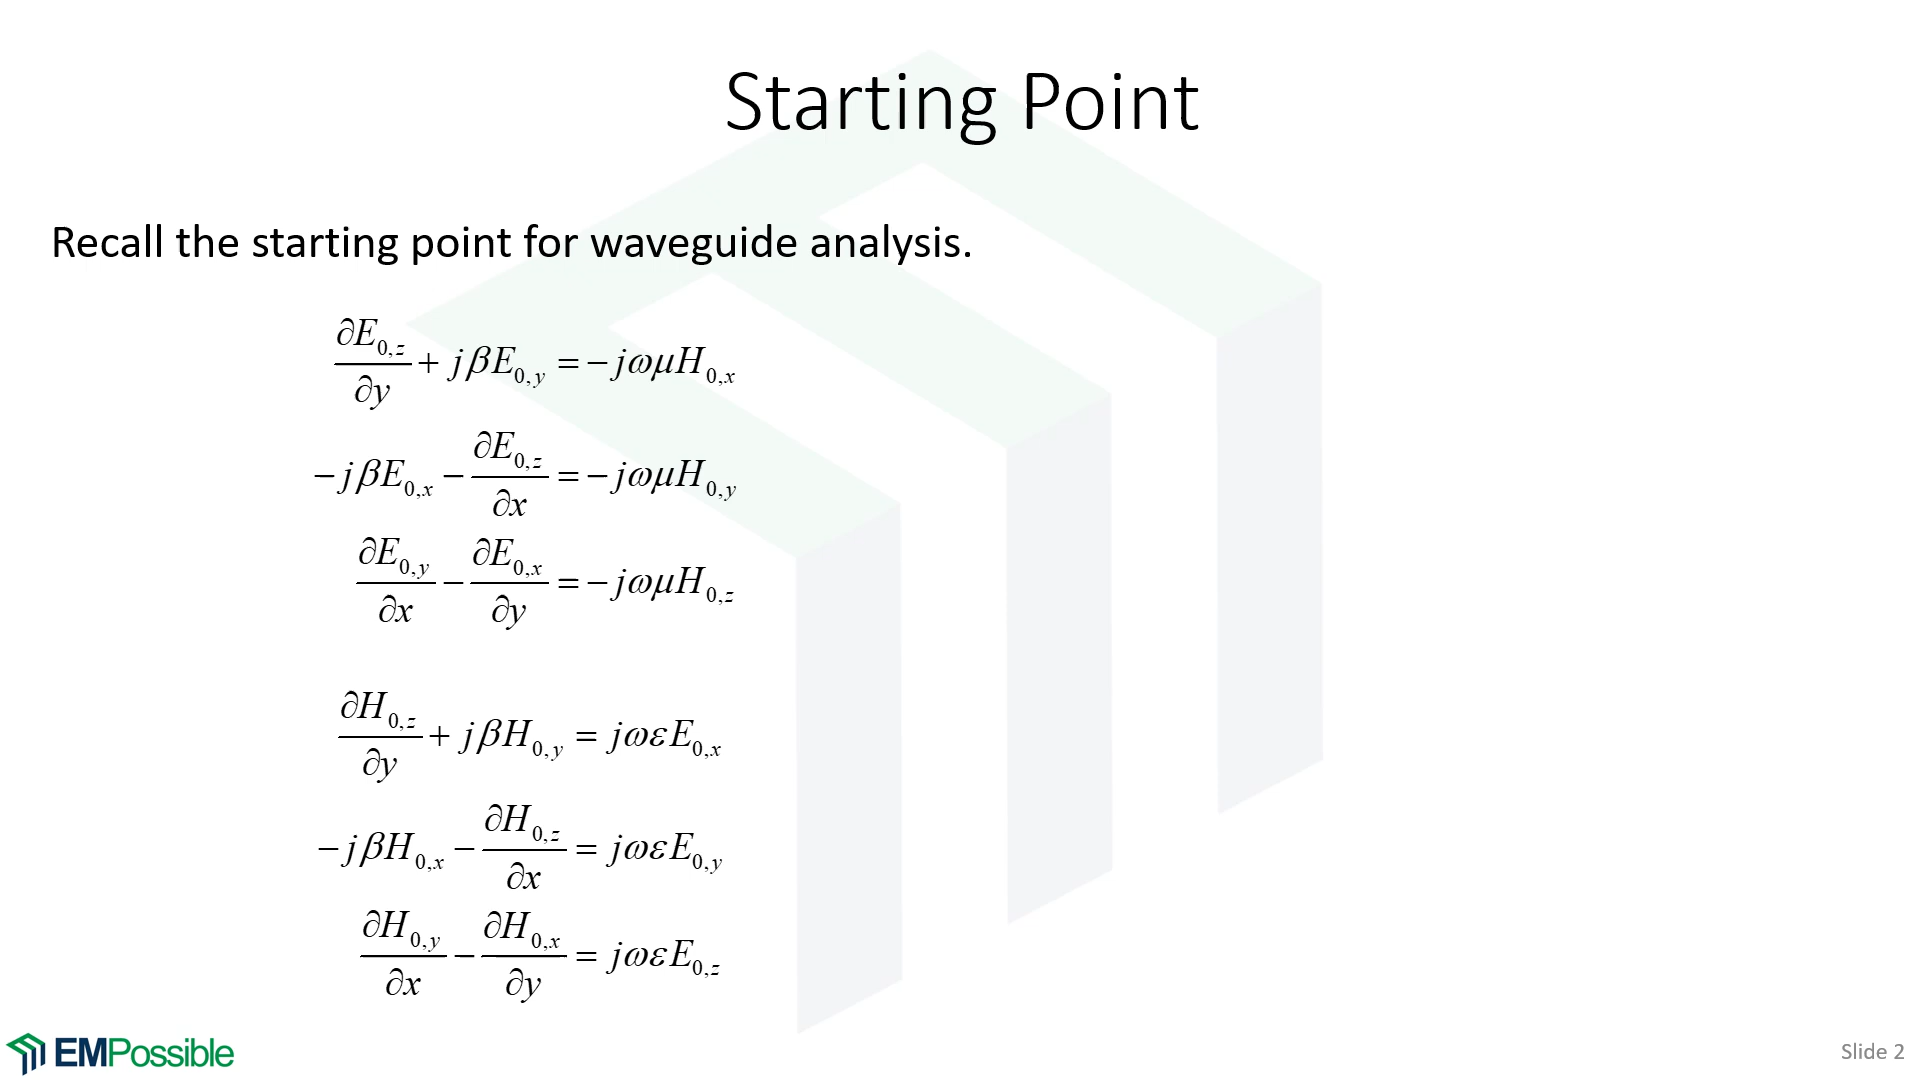 Starting Point
Recall the starting point for waveguide analysis.
∂E₀,z/∂y + jβE₀,y = −jωμH₀,x
−jβE₀,x − ∂E₀,z/∂x = −jωμH₀,y
∂E₀,y/∂x − ∂E₀,x/∂y = −jωμH₀,z
∂H₀,z/∂y + jβH₀,y = jωεE₀,x
−jβH₀,x − ∂H₀,z/∂x = jωεE₀,y
∂H₀,y/∂x − ∂H₀,x/∂y = jωεE₀,z
EMPossible
Slide 2